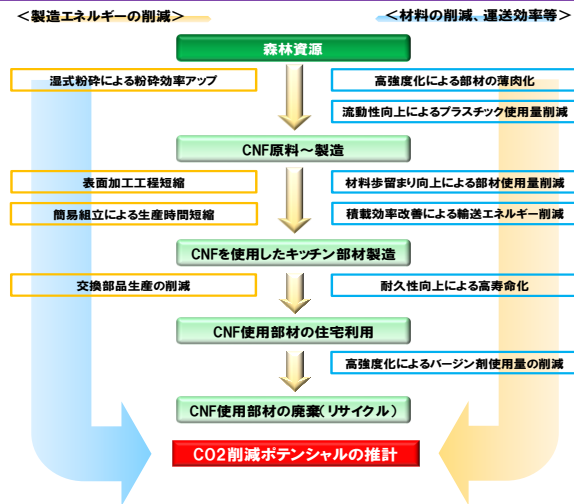 ＜製造エネルギーの削減＞
＜材料の削減、運送効率等＞
森林資源
湿式粉砕による粉砕効率アップ
高強度化による部材の薄肉化
流動性向上によるプラスチック使用量削減
CNF原料～製造
表面加工工程短縮
材料歩留まり向上による部材使用量削減
簡易組立による生産時間短縮
積載効率改善による輸送エネルギー削減
CNFを使用したキッチン部材製造
交換部品生産の削減
耐久性向上による高寿命化
CNF使用部材の住宅利用
高強度化によるバージン剤使用量の削減
CNF使用部材の廃棄（リサイクル）
CO2削減ポテンシャルの推計